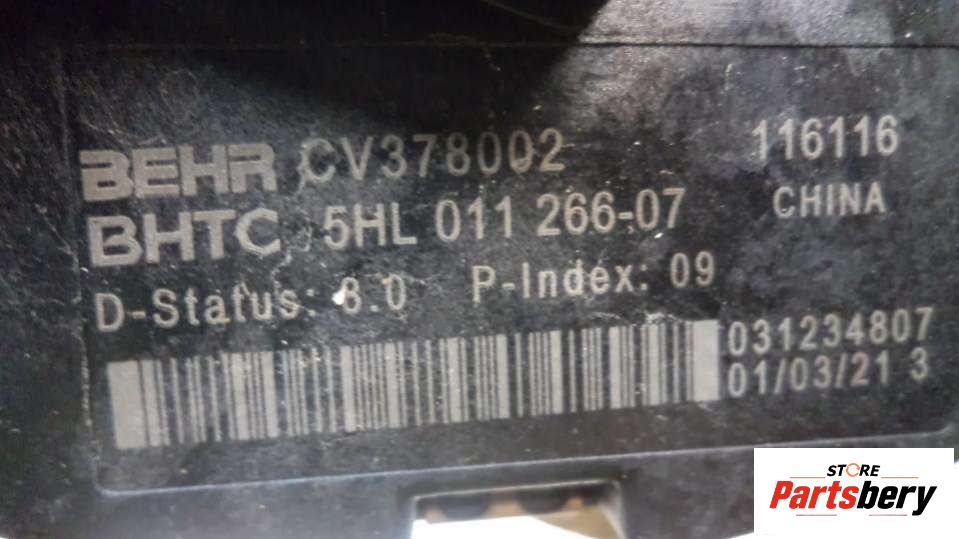 BEHR CV378002 116116
BHTC 5HL 011 266-07 CHINA
D-Status: 8.0 P-Index: 09
031234807
01/03/21 3
STORE
Partsbery